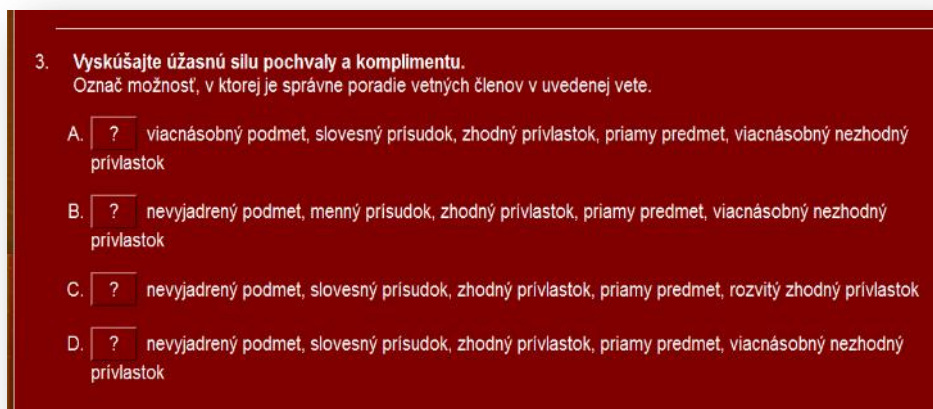 3. Vyskúšajte úžasnú silu pochvaly a komplimentu.
Označ možnosť, v ktorej je správne poradie vetných členov v uvedenej vete.
A. ? viacnásobný podmet, slovesný prísudok, zhodný prívlastok, priamy predmet, viacnásobný nezhodný
prívlastok
B. ? nevyjadrený podmet, menný prísudok, zhodný prívlastok, priamy predmet, viacnásobný nezhodný
prívlastok
C. ? nevyjadrený podmet, slovesný prísudok, zhodný prívlastok, priamy predmet, rozvitý zhodný prívlastok
D. ? nevyjadrený podmet, slovesný prísudok, zhodný prívlastok, priamy predmet, viacnásobný nezhodný
prívlastok